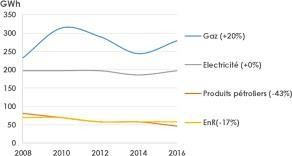 GWh
350
300
250
200
150
100
50
0
2008 2010 2012 2014 2016
Gaz (+20%)
Electricité (+0%)
Produits pétroliers (-43%)
EnR(-17%)